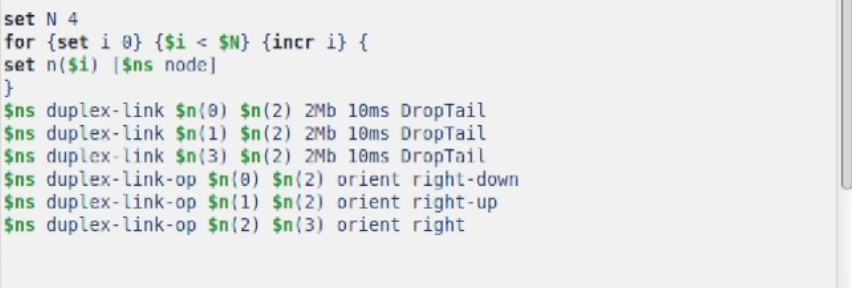 set N 4
for {set i 0} {$i < $N} {incr i} {
set n($i) [$ns node]
}
$ns duplex-link $n(0) $n(2) 2Mb 10ms DropTail
$ns duplex-link $n(1) $n(2) 2Mb 10ms DropTail
$ns duplex-link $n(3) $n(2) 2Mb 10ms DropTail
$ns duplex-link-op $n(0) $n(2) orient right-down
$ns duplex-link-op $n(1) $n(2) orient right-up
$ns duplex-link-op $n(2) $n(3) orient right